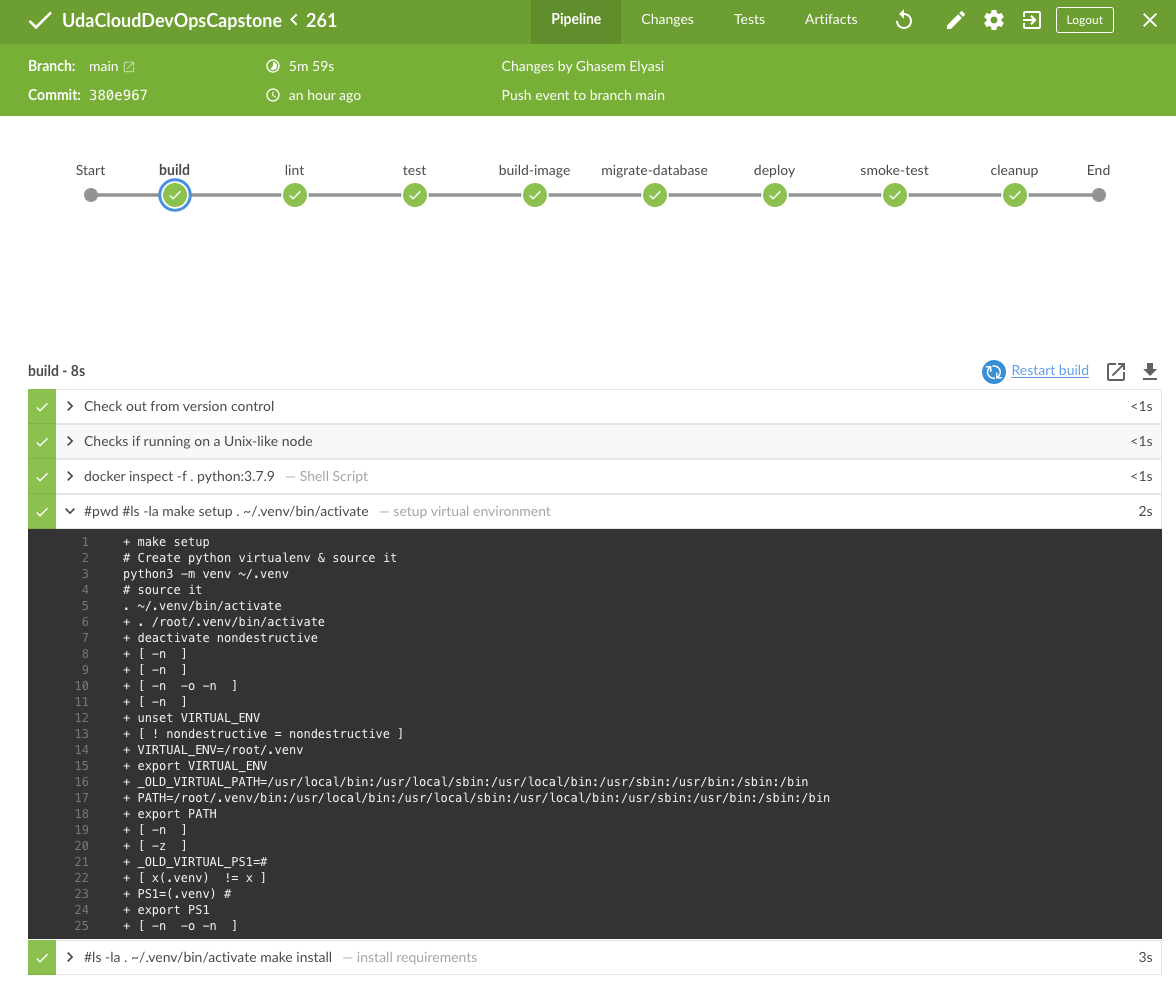 UdaCloudDevOpsCapstone < 261
Pipeline Changes Tests Artifacts Logout
Branch: main 5m 59s Changes by Ghasem Elyasi
Commit: 380e967 an hour ago Push event to branch main
Start build lint test build-image migrate-database deploy smoke-test cleanup End
build - 8s Restart build
Check out from version control <1s
Checks if running on a Unix-like node <1s
docker inspect -f . python:3.7.9 — Shell Script <1s
#pwd #ls -la make setup . ~/.venv/bin/activate — setup virtual environment 2s
1 + make setup
2 # Create python virtualenv & source it
3 python3 -m venv ~/.venv
4 # source it
5 . ~/.venv/bin/activate
6 + . /root/.venv/bin/activate
7 + deactivate nondestructive
8 + [ -n  ]
9 + [ -n  ]
10 + [ -n  -o -n  ]
11 + [ -n  ]
12 + unset VIRTUAL_ENV
13 + [ ! nondestructive = nondestructive ]
14 + VIRTUAL_ENV=/root/.venv
15 + export VIRTUAL_ENV
16 + _OLD_VIRTUAL_PATH=/usr/local/bin:/usr/local/sbin:/usr/local/bin:/usr/sbin:/usr/bin:/sbin:/bin
17 + PATH=/root/.venv/bin:/usr/local/bin:/usr/local/sbin:/usr/local/bin:/usr/sbin:/usr/bin:/sbin:/bin
18 + export PATH
19 + [ -n  ]
20 + [ -z  ]
21 + _OLD_VIRTUAL_PS1=#
22 + [ x(.venv)  != x ]
23 + PS1=(.venv) #
24 + export PS1
25 + [ -n  -o -n  ]
#ls -la . ~/.venv/bin/activate make install — install requirements 3s